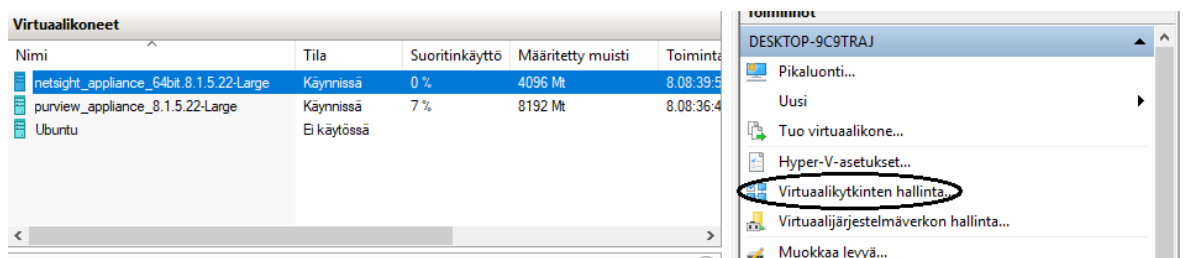 Virtuaalikoneet
Nimi Tila Suoritinkäyttö Määritetty muisti Toiminta
netsight_appliance_64bit.8.1.5.22-Large Käynnissä 0 % 4096 Mt 8.08:39:5
purview_appliance_8.1.5.22-Large Käynnissä 7 % 8192 Mt 8.08:36:4
Ubuntu Ei käytössä
Toiminnot
DESKTOP-9C9TRAJ
Pikaluonti...
Uusi
Tuo virtuaalikone...
Hyper-V-asetukset...
Virtuaalikytkinten hallinta...
Virtuaalijärjestelmäverkon hallinta...
Muokkaa levyä...